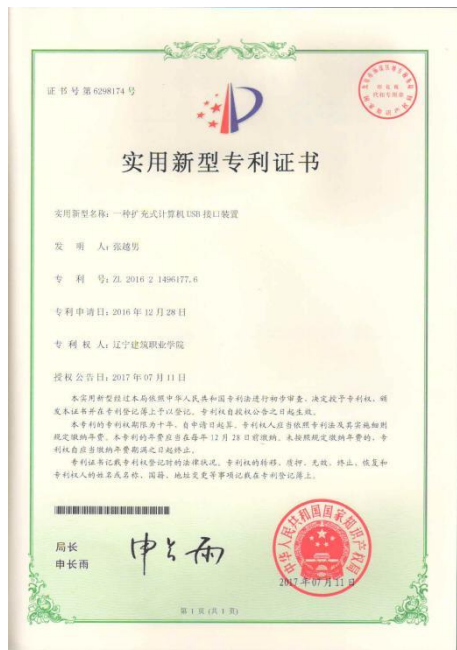 证书号第6298174号
实用新型专利证书
实用新型名称：一种扩充式计算机USB接口装置
发明人：张越男
专利号：ZL 2016 2 1496177.6
专利申请日：2016年12月28日
专利权人：辽宁建筑职业学院
授权公告日：2017年07月11日
本实用新型经过本局依照中华人民共和国专利法进行初步审查，决定授予专利权，颁
发本证书并在专利登记簿上予以登记。专利权自授权公告之日起生效。
本专利的专利权期限为十年，自申请日起算。专利权人应当依照专利法及其实施细则
规定缴纳年费。本专利的年费应当在每年12月28日前缴纳。未按照规定缴纳年费的，专
利权自应当缴纳年费期满之日起终止。
专利证书记载专利权登记时的法律状况。专利权的转移、质押、无效、终止、恢复和
专利权人的姓名或名称、国籍、地址变更等事项记载在专利登记簿上。
局长
申长雨
申长雨
中华人民共和国国家知识产权局
2017年07月11日
第1页(共1页)